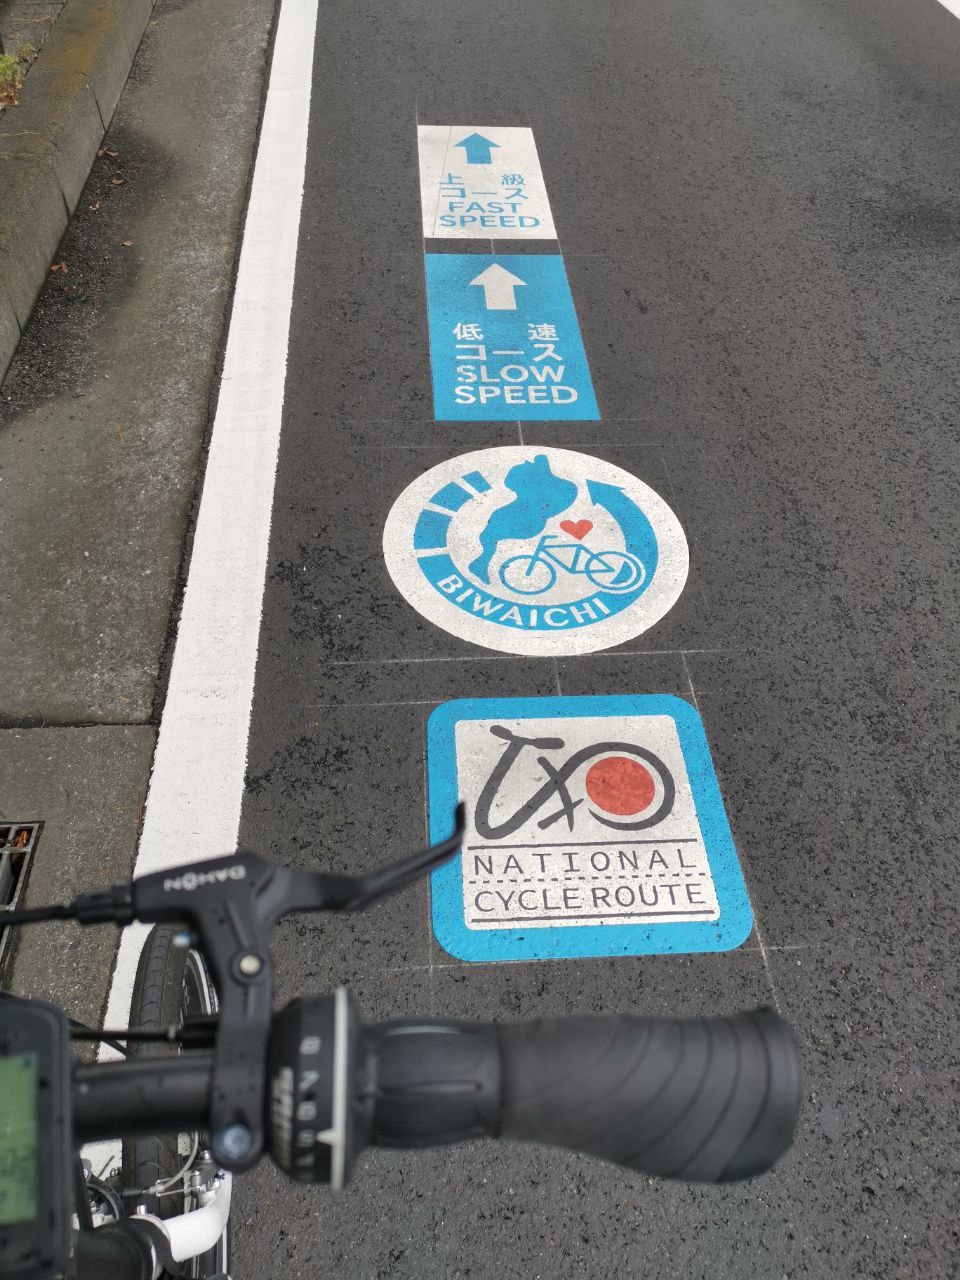 上級
コース
FAST
SPEED
低速
コース
SLOW
SPEED
BIWAICHI
NATIONAL
CYCLE ROUTE
DAHON